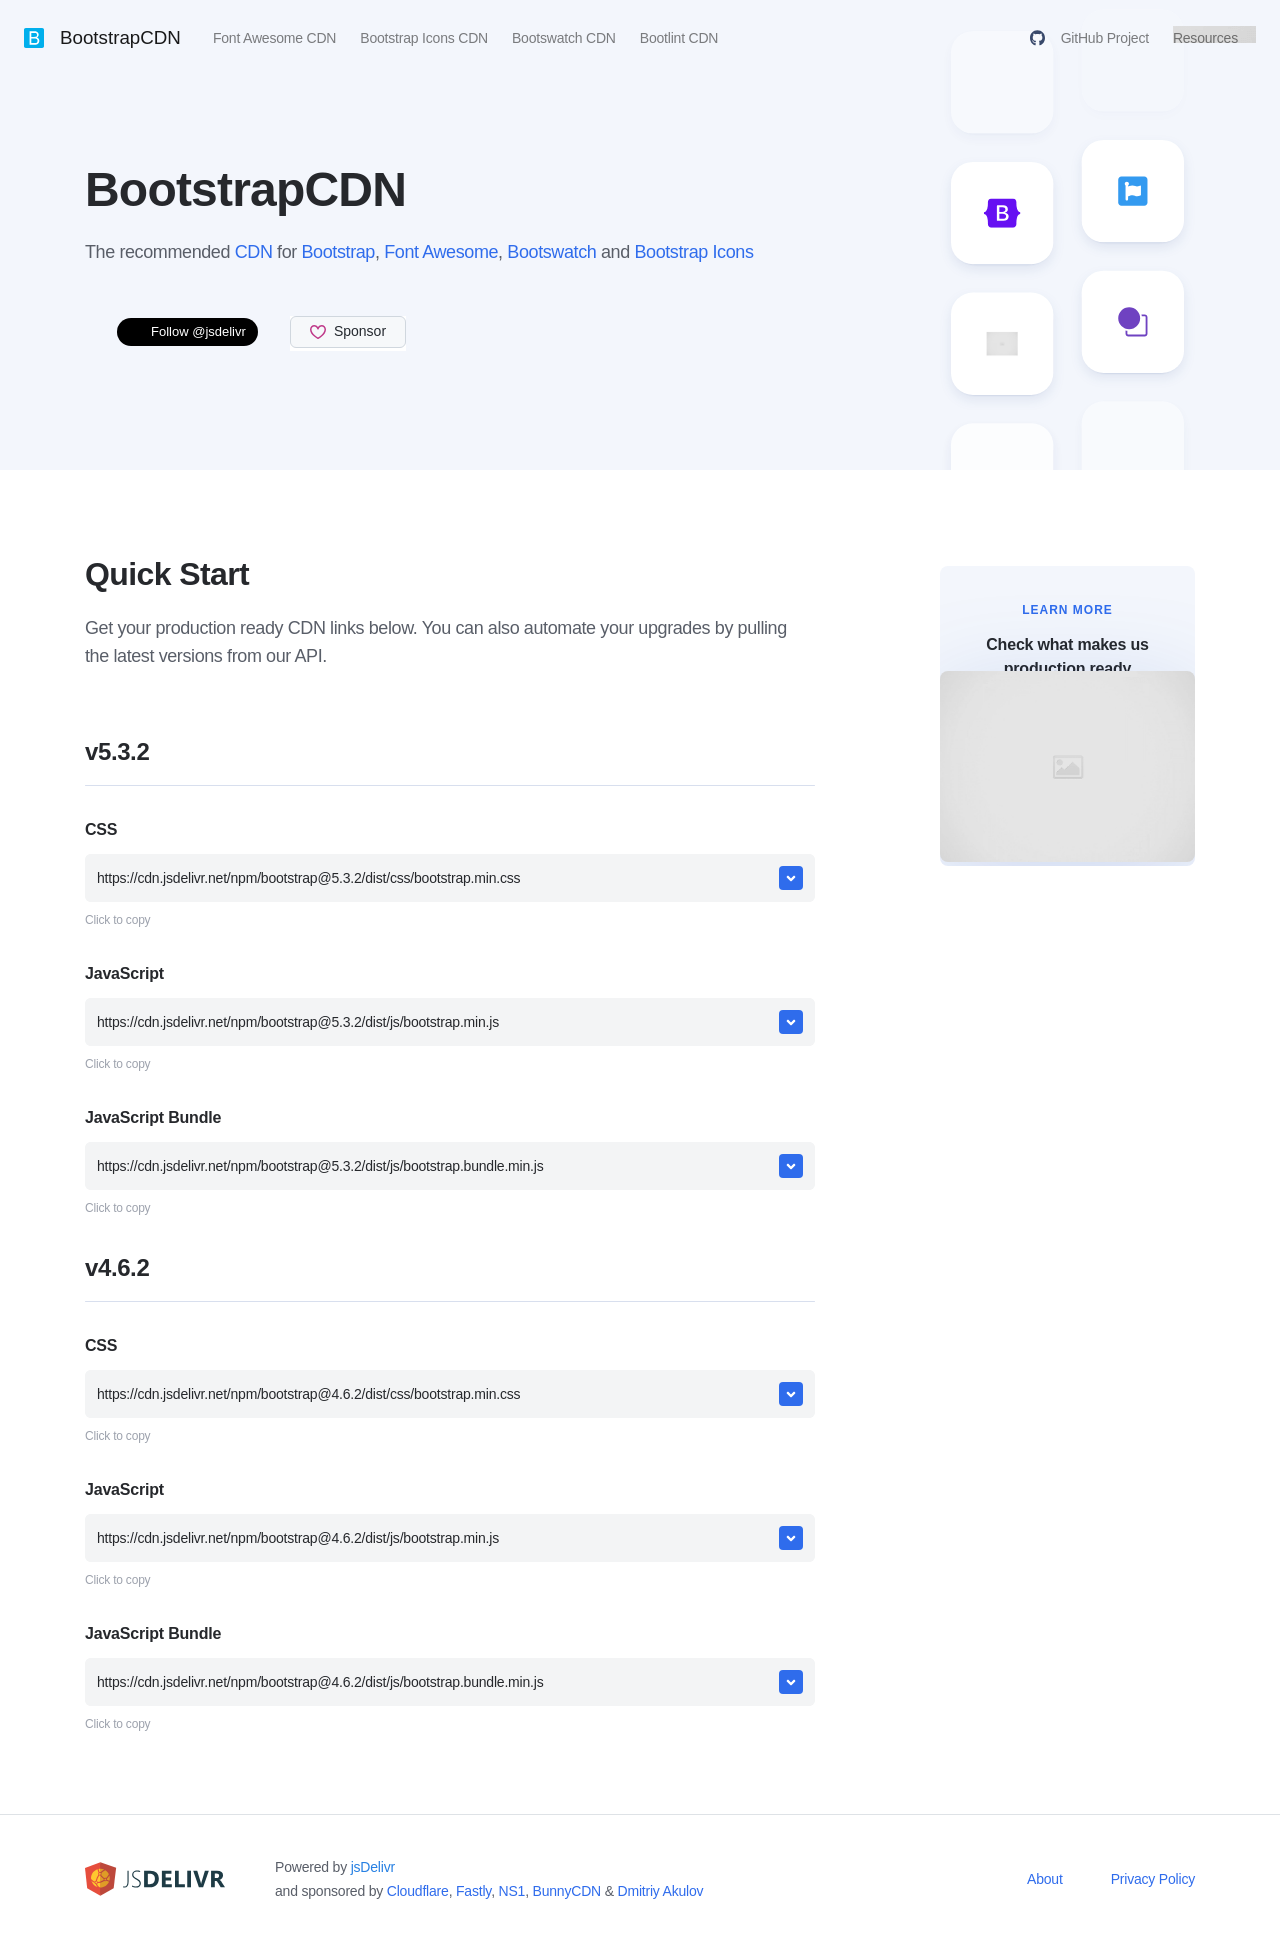 BootstrapCDN
Font Awesome CDN
Bootstrap Icons CDN
Bootswatch CDN
Bootlint CDN
GitHub Project
Resources
BootstrapCDN
The recommended CDN for Bootstrap, Font Awesome, Bootswatch and Bootstrap Icons
Follow @jsdelivr
Sponsor
Quick Start
Get your production ready CDN links below. You can also automate your upgrades by pulling
the latest versions from our API.
LEARN MORE
Check what makes us
production ready
v5.3.2
CSS
https://cdn.jsdelivr.net/npm/bootstrap@5.3.2/dist/css/bootstrap.min.css
Click to copy
JavaScript
https://cdn.jsdelivr.net/npm/bootstrap@5.3.2/dist/js/bootstrap.min.js
Click to copy
JavaScript Bundle
https://cdn.jsdelivr.net/npm/bootstrap@5.3.2/dist/js/bootstrap.bundle.min.js
Click to copy
v4.6.2
CSS
https://cdn.jsdelivr.net/npm/bootstrap@4.6.2/dist/css/bootstrap.min.css
Click to copy
JavaScript
https://cdn.jsdelivr.net/npm/bootstrap@4.6.2/dist/js/bootstrap.min.js
Click to copy
JavaScript Bundle
https://cdn.jsdelivr.net/npm/bootstrap@4.6.2/dist/js/bootstrap.bundle.min.js
Click to copy
JSDELIVR
Powered by jsDelivr
and sponsored by Cloudflare, Fastly, NS1, BunnyCDN & Dmitriy Akulov
About
Privacy Policy